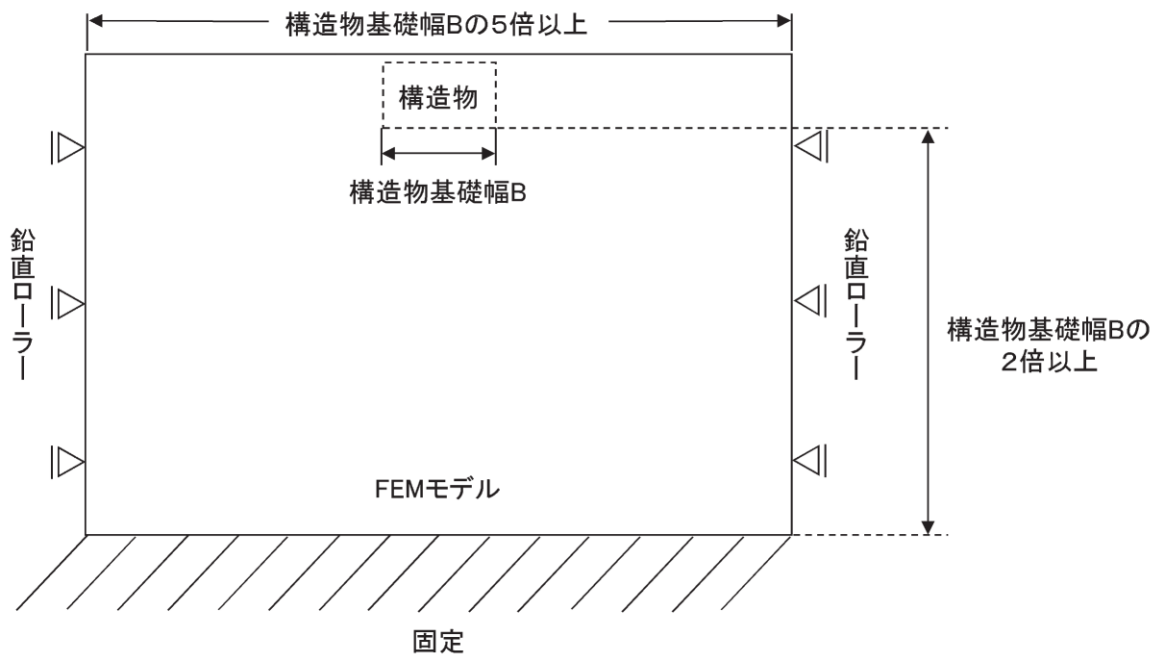 構造物基礎幅Bの5倍以上
構造物
構造物基礎幅B
鉛直ローラー
鉛直ローラー
構造物基礎幅Bの
2倍以上
FEMモデル
固定